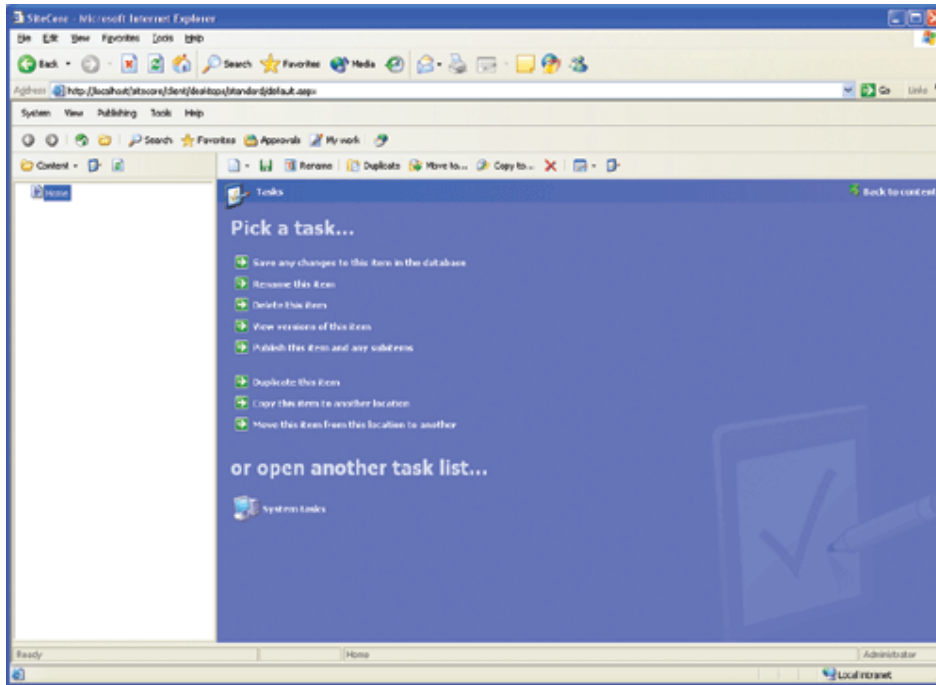 SiteCore - Microsoft Internet Explorer
File Edit View Favorites Tools Help
Back Search Favorites Media
Address http://localhost/sitecore/client/desktops/standard/default.aspx Go Links
System View Publishing Tools Help
Search Favorites Approvals My work
Content Rename Duplicate Move to... Copy to...
Home
Tasks Back to content
Pick a task...
Save any changes to this item in the database
Rename this item
Delete this item
View versions of this item
Publish this item and any subitems
Duplicate this item
Copy this item to another location
Move this item from this location to another
or open another task list...
System tasks
Ready Home Administrator
Local intranet